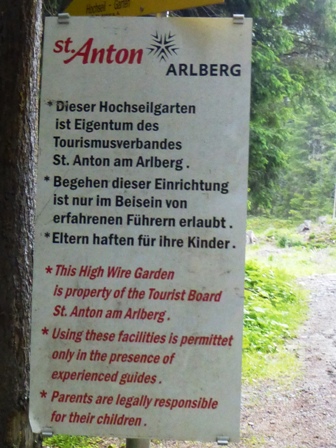 Hochseil - Garten
st.Anton
ARLBERG
* Dieser Hochseilgarten
ist Eigentum des
Tourismusverbandes
St. Anton am Arlberg .
* Begehen dieser Einrichtung
ist nur im Beisein von
erfahrenen Führern erlaubt .
* Eltern haften für ihre Kinder .
* This High Wire Garden
is property of the Tourist Board
St. Anton am Arlberg .
* Using these facilities is permittet
only in the presence of
experienced guides .
* Parents are legally responsible
for their children .